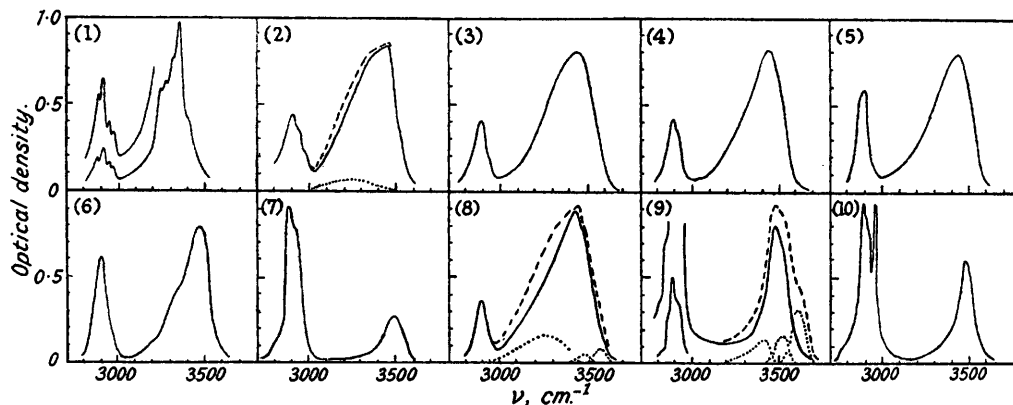 1.0
(1) (2) (3) (4) (5)
0.5
0
Optical density.
(6) (7) (8) (9) (10)
0.5
0
3000 3500 3000 3500 3000 3500 3000 3500 3000 3500
ν, cm.⁻¹